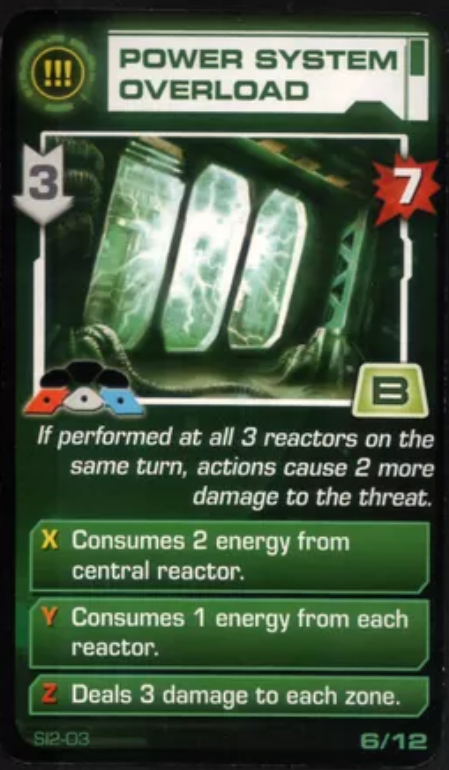 !!!
POWER SYSTEM
OVERLOAD
3
7
B
If performed at all 3 reactors on the
same turn, actions cause 2 more
damage to the threat.
X Consumes 2 energy from
central reactor.
Y Consumes 1 energy from each
reactor.
Z Deals 3 damage to each zone.
SI2-03
6/12